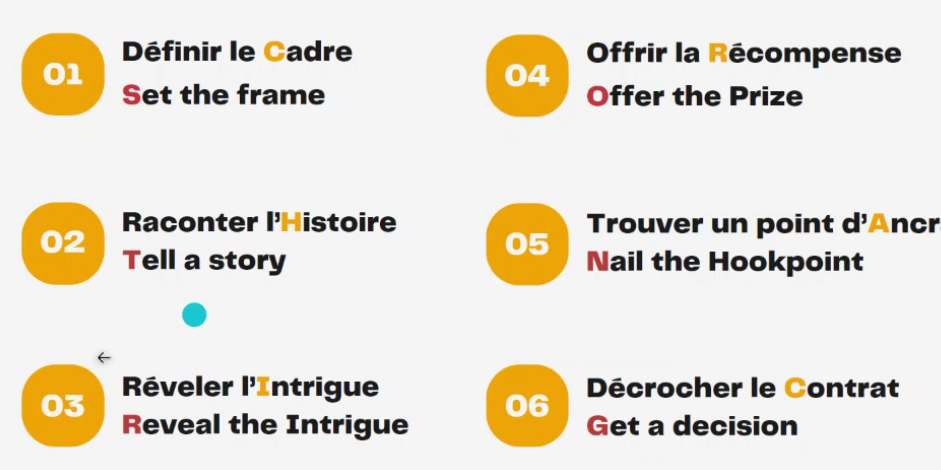 01
Définir le Cadre
Set the frame
02
Raconter l'Histoire
Tell a story
03
Réveler l'Intrigue
Reveal the Intrigue
04
Offrir la Récompense
Offer the Prize
05
Trouver un point d'Ancr
Nail the Hookpoint
06
Décrocher le Contrat
Get a decision